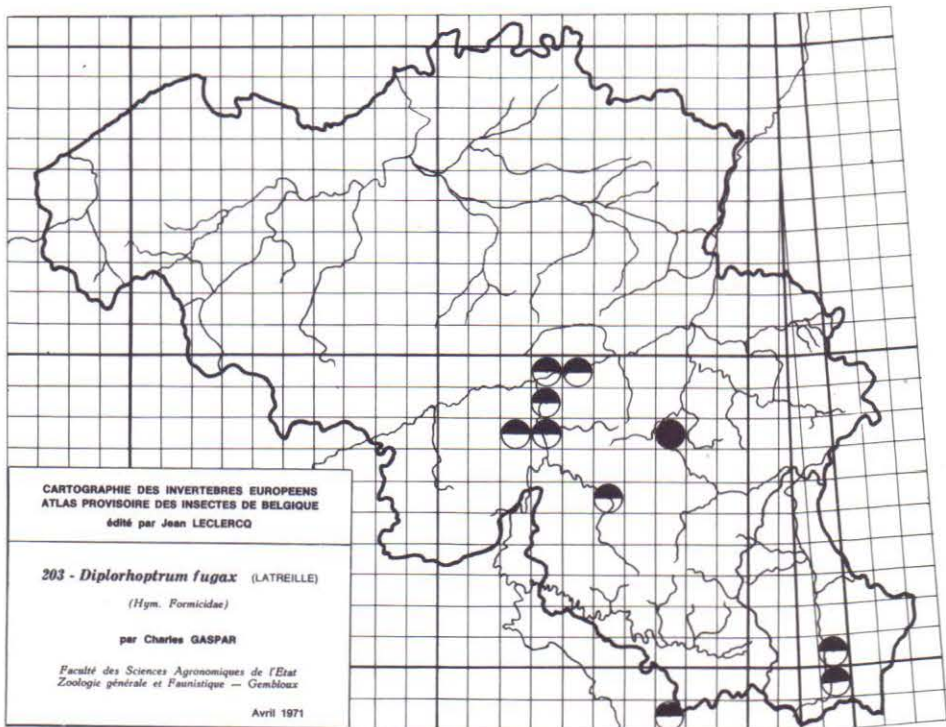 CARTOGRAPHIE DES INVERTEBRES EUROPEENS
ATLAS PROVISOIRE DES INSECTES DE BELGIQUE
édité par Jean LECLERCQ
203 - Diplorhoptrum fugax (LATREILLE)
(Hym. Formicidae)
par Charles GASPAR
Faculté des Sciences Agronomiques de l'Etat
Zoologie générale et Faunistique — Gembloux
Avril 1971